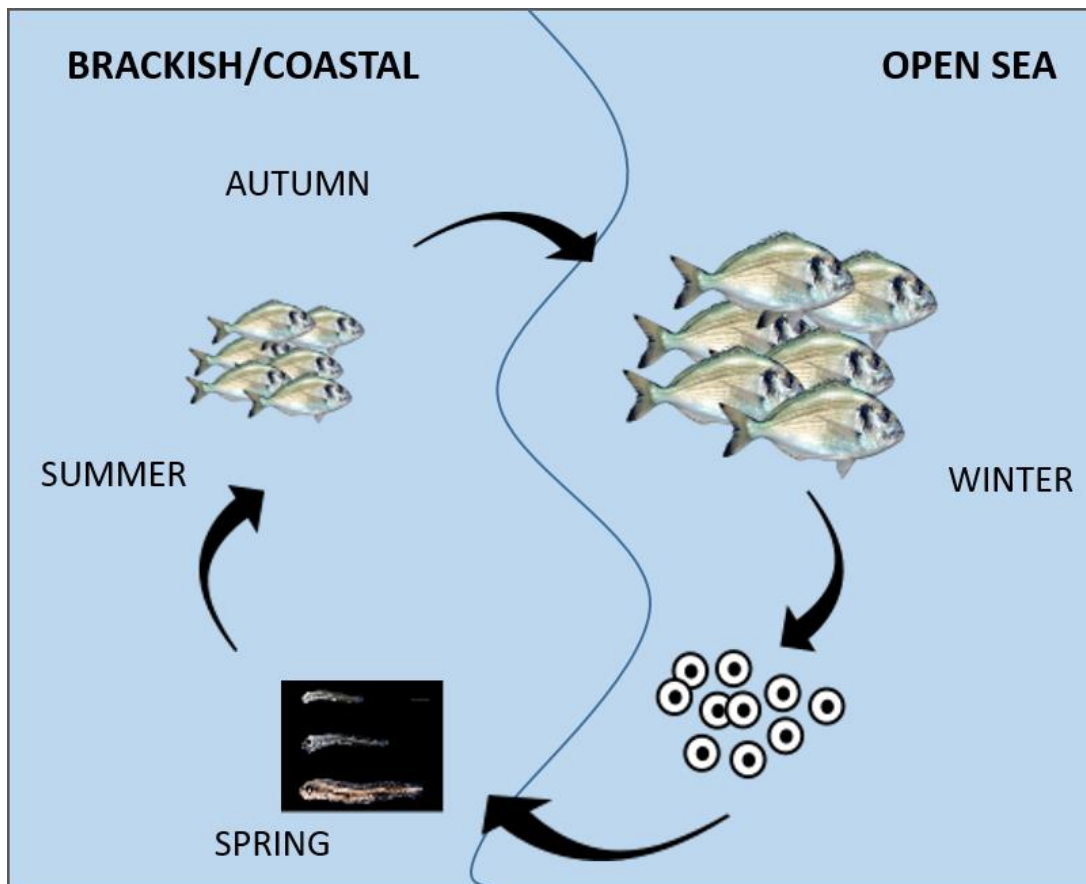 BRACKISH/COASTAL
OPEN SEA
AUTUMN
SUMMER
WINTER
SPRING